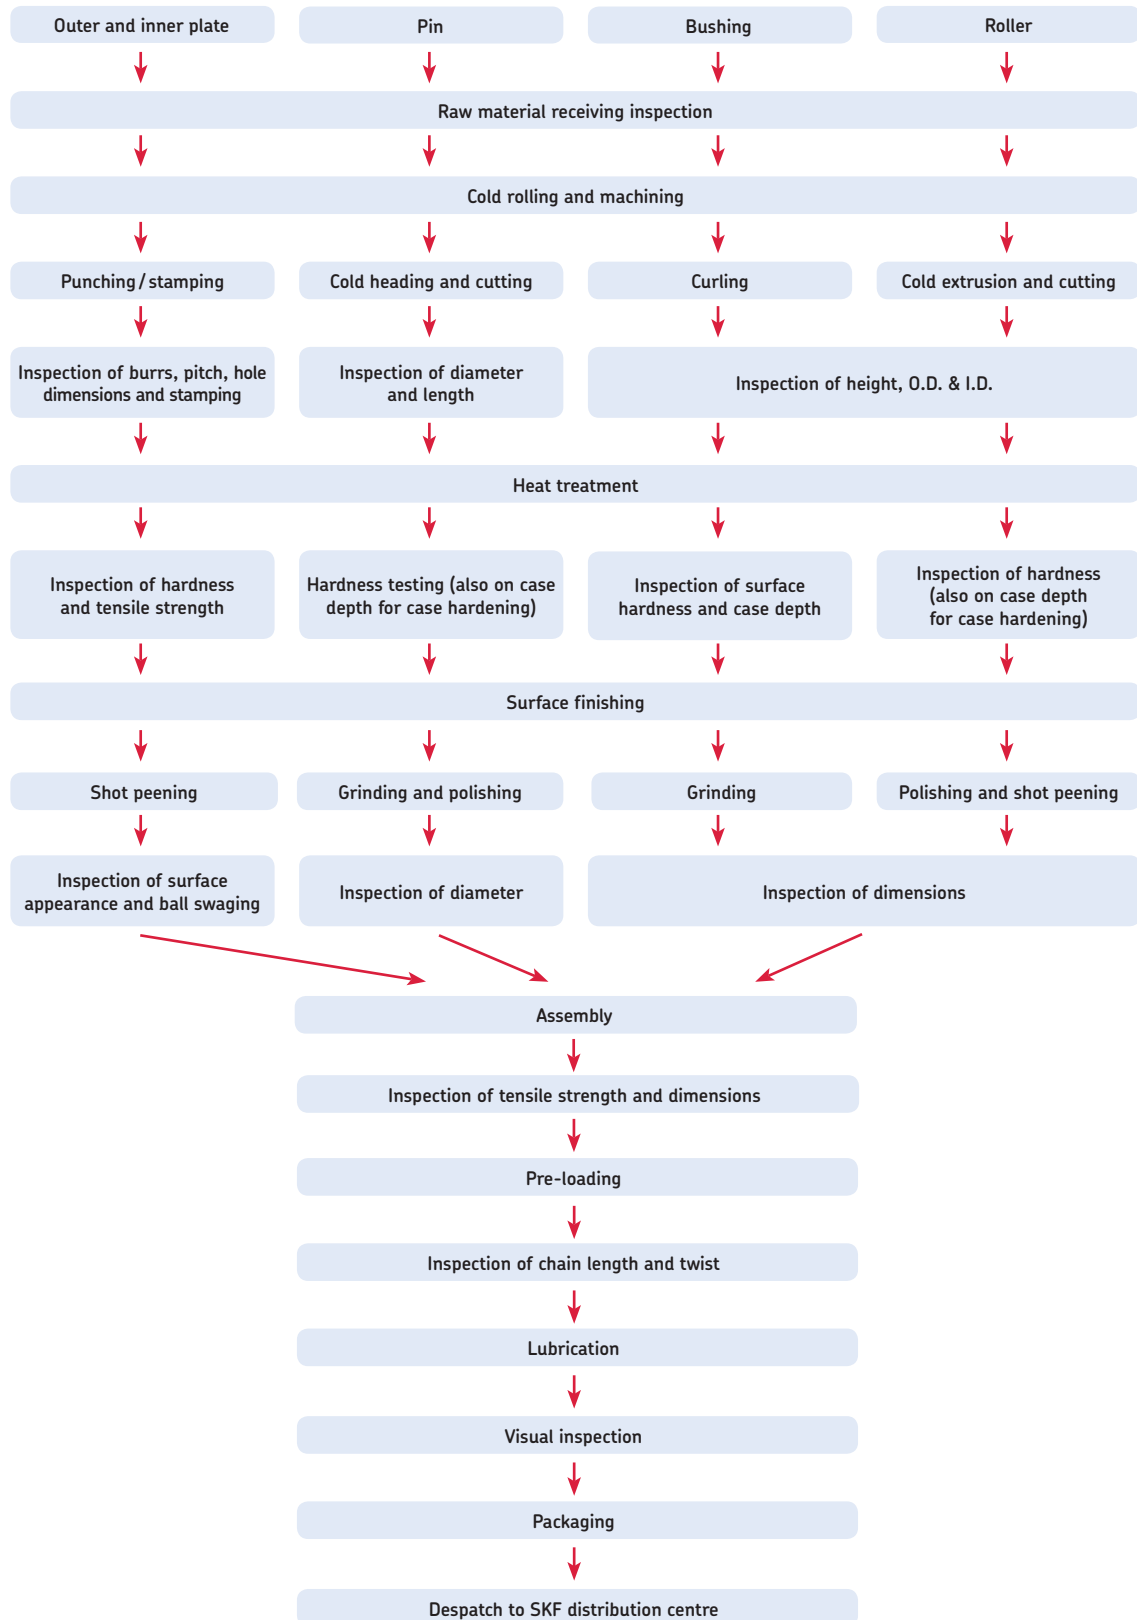 Outer and inner plate
Pin
Bushing
Roller
Raw material receiving inspection
Cold rolling and machining
Punching / stamping
Cold heading and cutting
Curling
Cold extrusion and cutting
Inspection of burrs, pitch, hole
dimensions and stamping
Inspection of diameter
and length
Inspection of height, O.D. & I.D.
Heat treatment
Inspection of hardness
and tensile strength
Hardness testing (also on case
depth for case hardening)
Inspection of surface
hardness and case depth
Inspection of hardness
(also on case depth
for case hardening)
Surface finishing
Shot peening
Grinding and polishing
Grinding
Polishing and shot peening
Inspection of surface
appearance and ball swaging
Inspection of diameter
Inspection of dimensions
Assembly
Inspection of tensile strength and dimensions
Pre-loading
Inspection of chain length and twist
Lubrication
Visual inspection
Packaging
Despatch to SKF distribution centre